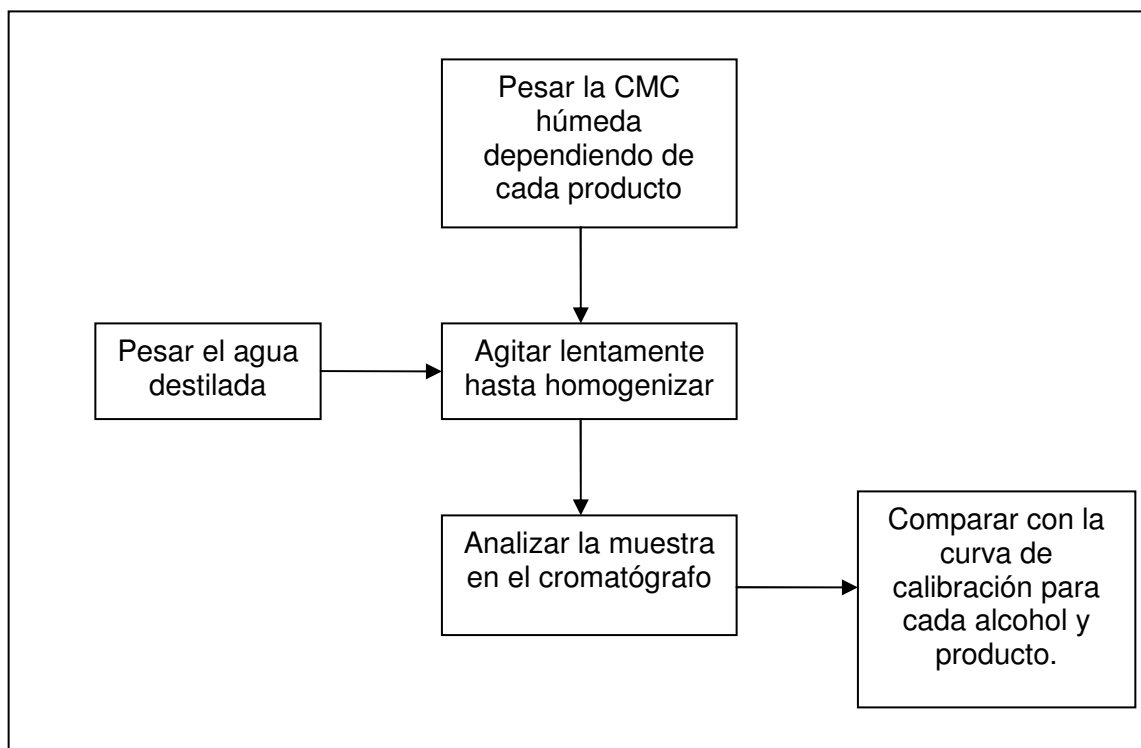 Pesar la CMC
húmeda
dependiendo de
cada producto
Pesar el agua
destilada
Agitar lentamente
hasta homogenizar
Analizar la muestra
en el cromatógrafo
Comparar con la
curva de
calibración para
cada alcohol y
producto.